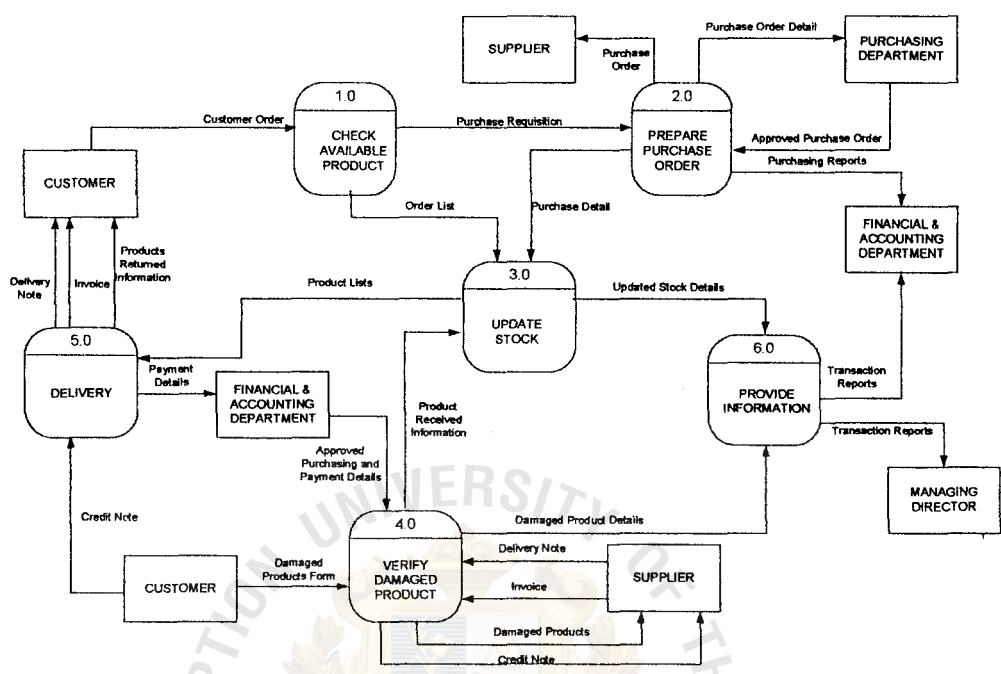 SUPPLIER
Purchase
Order
Purchase Order Detail
PURCHASING
DEPARTMENT
1.0
CHECK
AVAILABLE
PRODUCT
2.0
PREPARE
PURCHASE
ORDER
Customer Order
Purchase Requisition
Approved Purchase Order
Purchasing Reports
CUSTOMER
Order List
Purchase Detail
FINANCIAL &
ACCOUNTING
DEPARTMENT
Delivery
Note
Invoice
Products
Returned
Information
Product Lists
3.0
UPDATE
STOCK
Updated Stock Details
5.0
DELIVERY
Payment
Details
FINANCIAL &
ACCOUNTING
DEPARTMENT
Product
Received
Information
6.0
PROVIDE
INFORMATION
Transaction
Reports
Transaction Reports
Approved
Purchasing and
Payment Details
MANAGING
DIRECTOR
Credit Note
4.0
VERIFY
DAMAGED
PRODUCT
Damaged Product Details
Delivery Note
Invoice
SUPPLIER
CUSTOMER
Damaged
Products Form
Damaged Products
Credit Note
UNIVERSITY OF